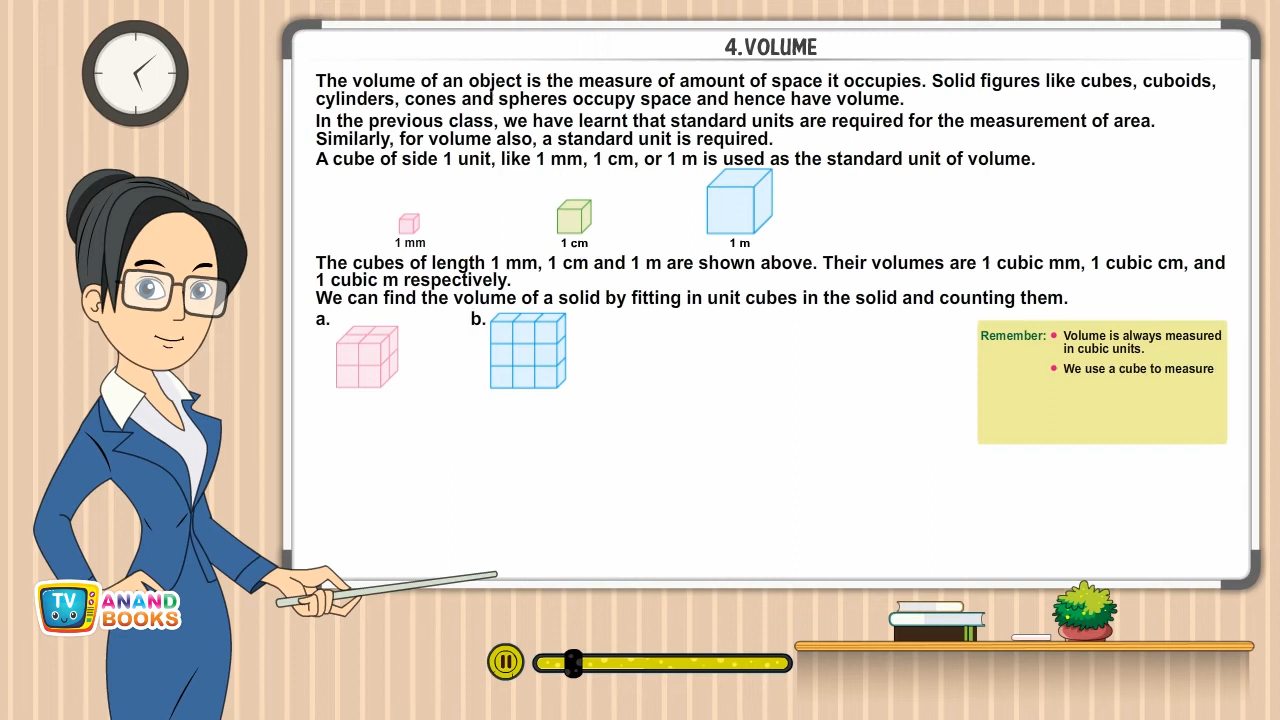 4.VOLUME
The volume of an object is the measure of amount of space it occupies. Solid figures like cubes, cuboids,
cylinders, cones and spheres occupy space and hence have volume.
In the previous class, we have learnt that standard units are required for the measurement of area.
Similarly, for volume also, a standard unit is required.
A cube of side 1 unit, like 1 mm, 1 cm, or 1 m is used as the standard unit of volume.
1 mm
1 cm
1 m
The cubes of length 1 mm, 1 cm and 1 m are shown above. Their volumes are 1 cubic mm, 1 cubic cm, and
1 cubic m respectively.
We can find the volume of a solid by fitting in unit cubes in the solid and counting them.
a.
b.
Remember: • Volume is always measured
in cubic units.
• We use a cube to measure
TV
ANAND
BOOKS